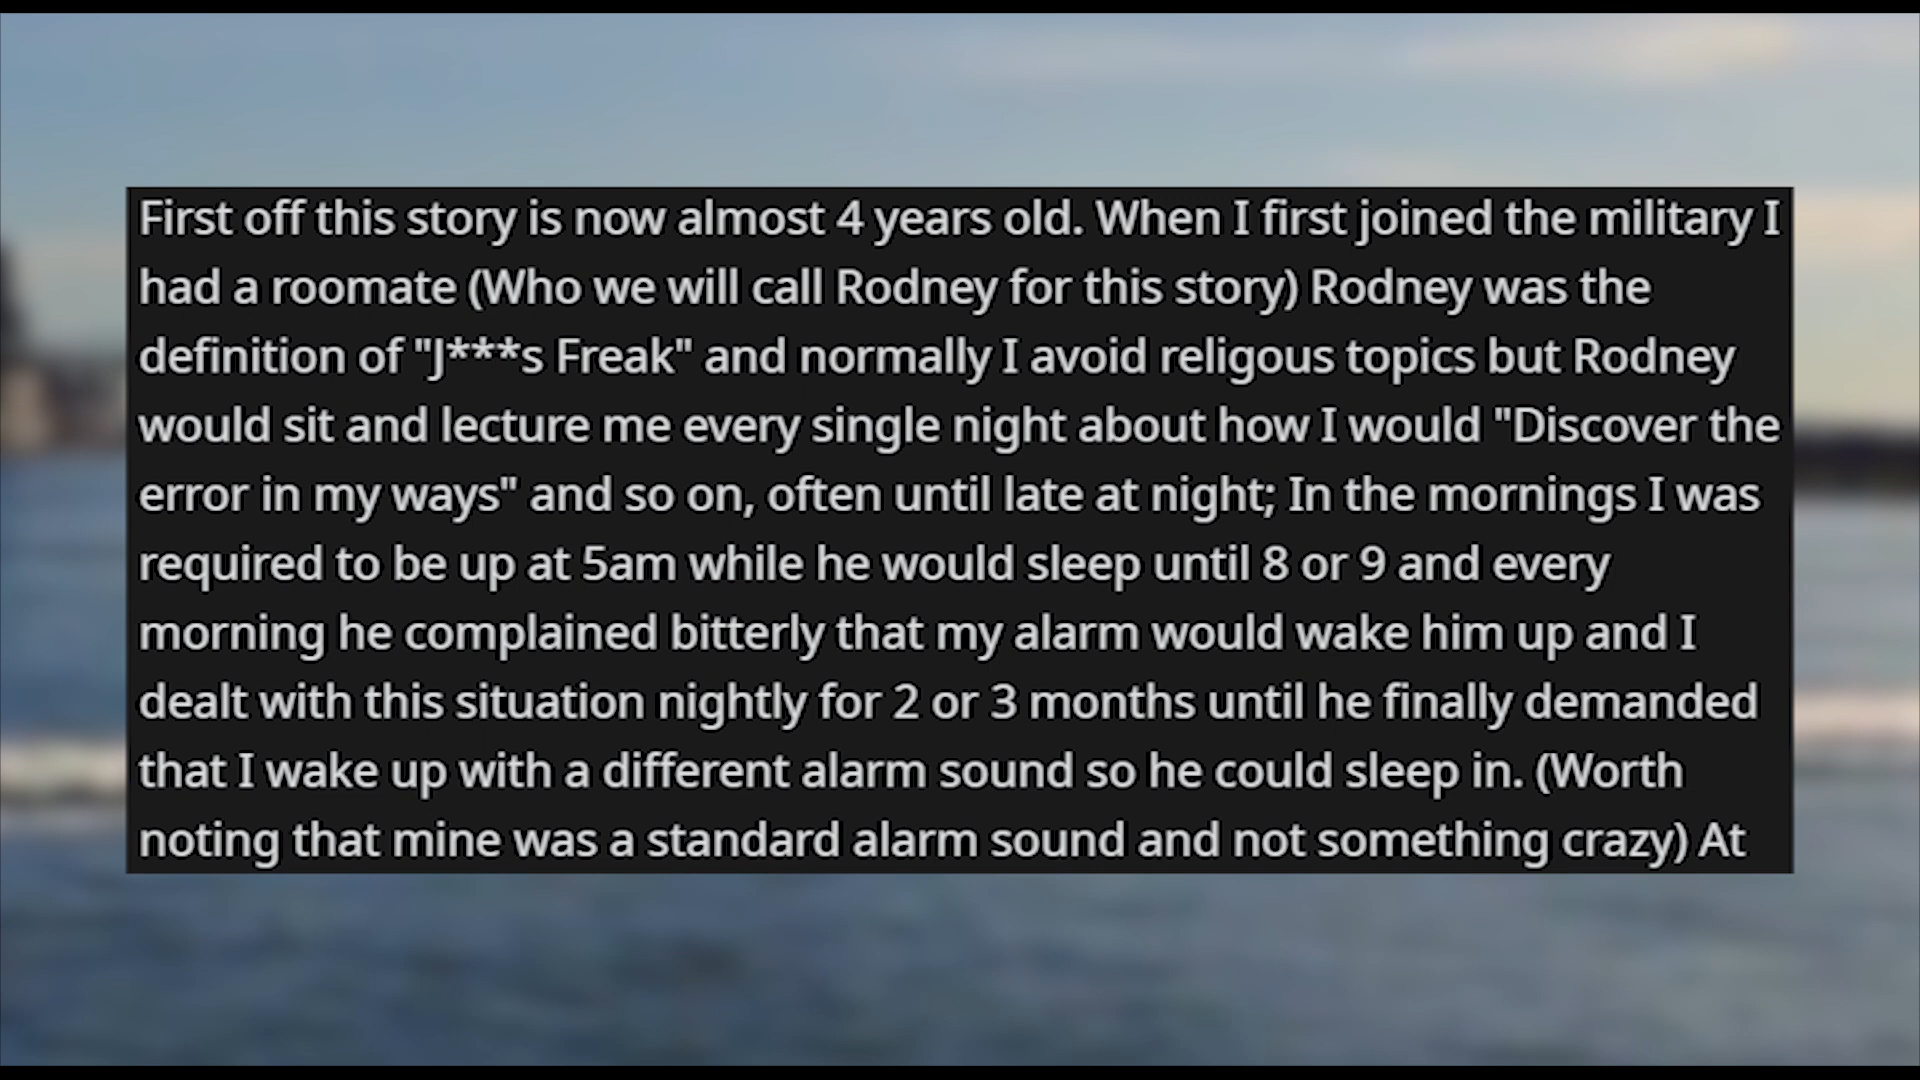 First off this story is now almost 4 years old. When I first joined the military I
had a roomate (Who we will call Rodney for this story) Rodney was the
definition of "J***s Freak" and normally I avoid religous topics but Rodney
would sit and lecture me every single night about how I would "Discover the
error in my ways" and so on, often until late at night; In the mornings I was
required to be up at 5am while he would sleep until 8 or 9 and every
morning he complained bitterly that my alarm would wake him up and I
dealt with this situation nightly for 2 or 3 months until he finally demanded
that I wake up with a different alarm sound so he could sleep in. (Worth
noting that mine was a standard alarm sound and not something crazy) At